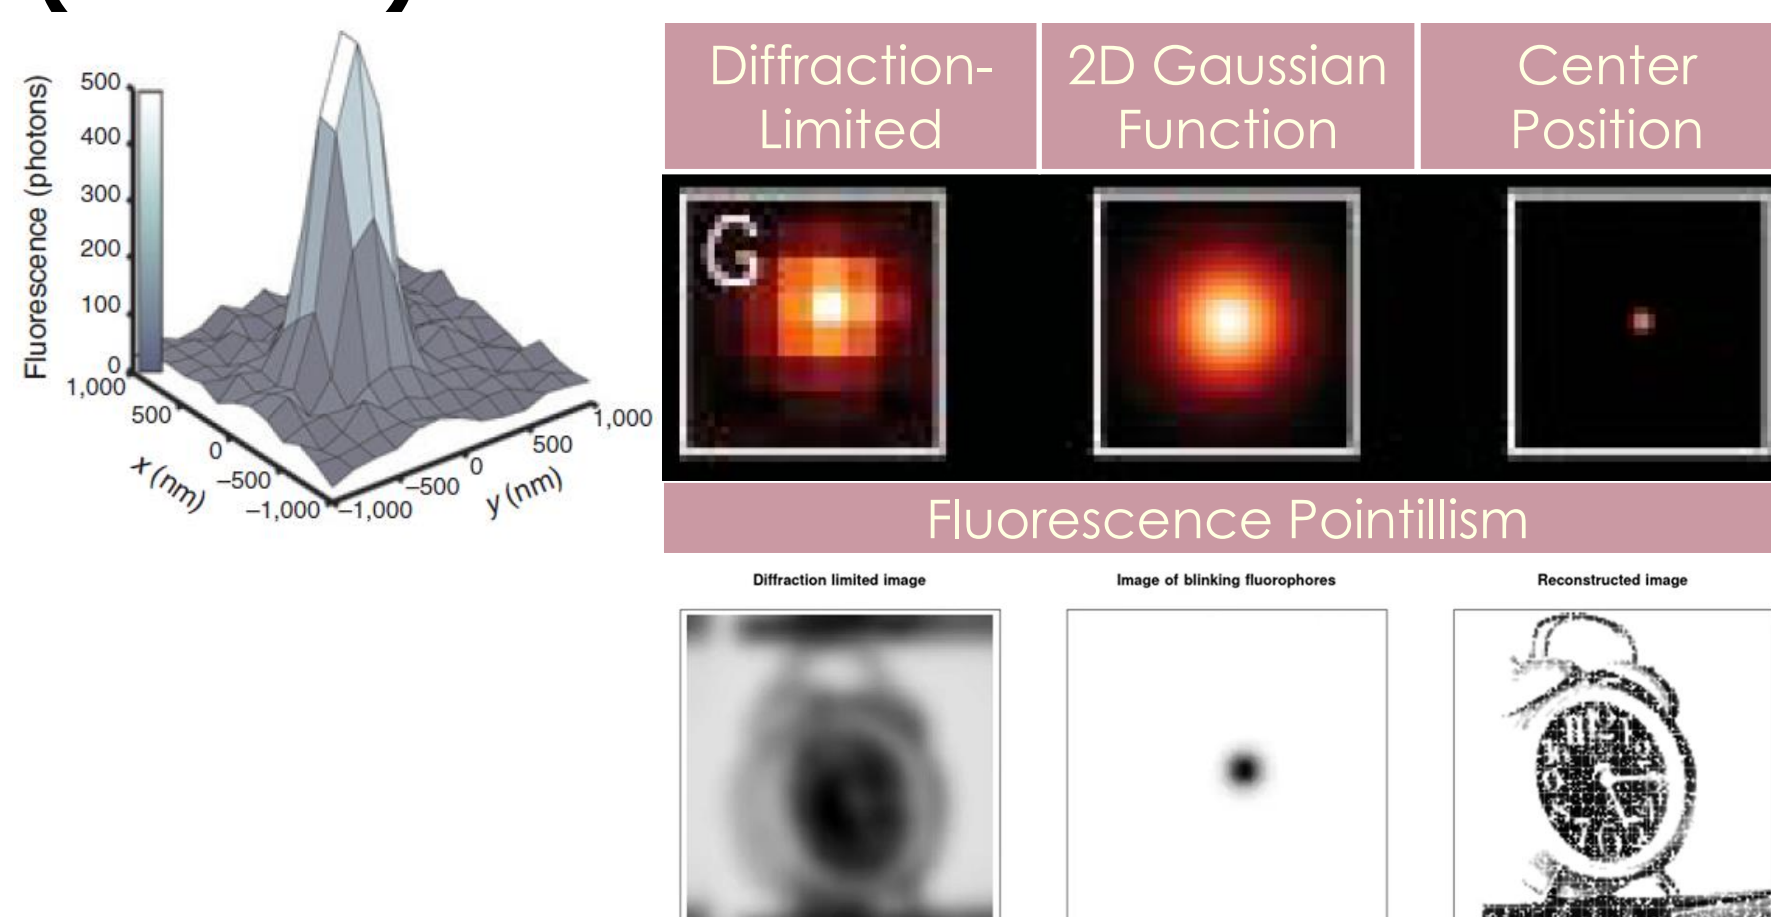 Fluorescence (photons)
500
400
300
200
100
0
1,000
500
0
–500
–1,000
x (nm)
–1,000
–500
0
500
1,000
y (nm)
Diffraction-
Limited
2D Gaussian
Function
Center
Position
G
Fluorescence Pointillism
Diffraction limited image
Image of blinking fluorophores
Reconstructed image